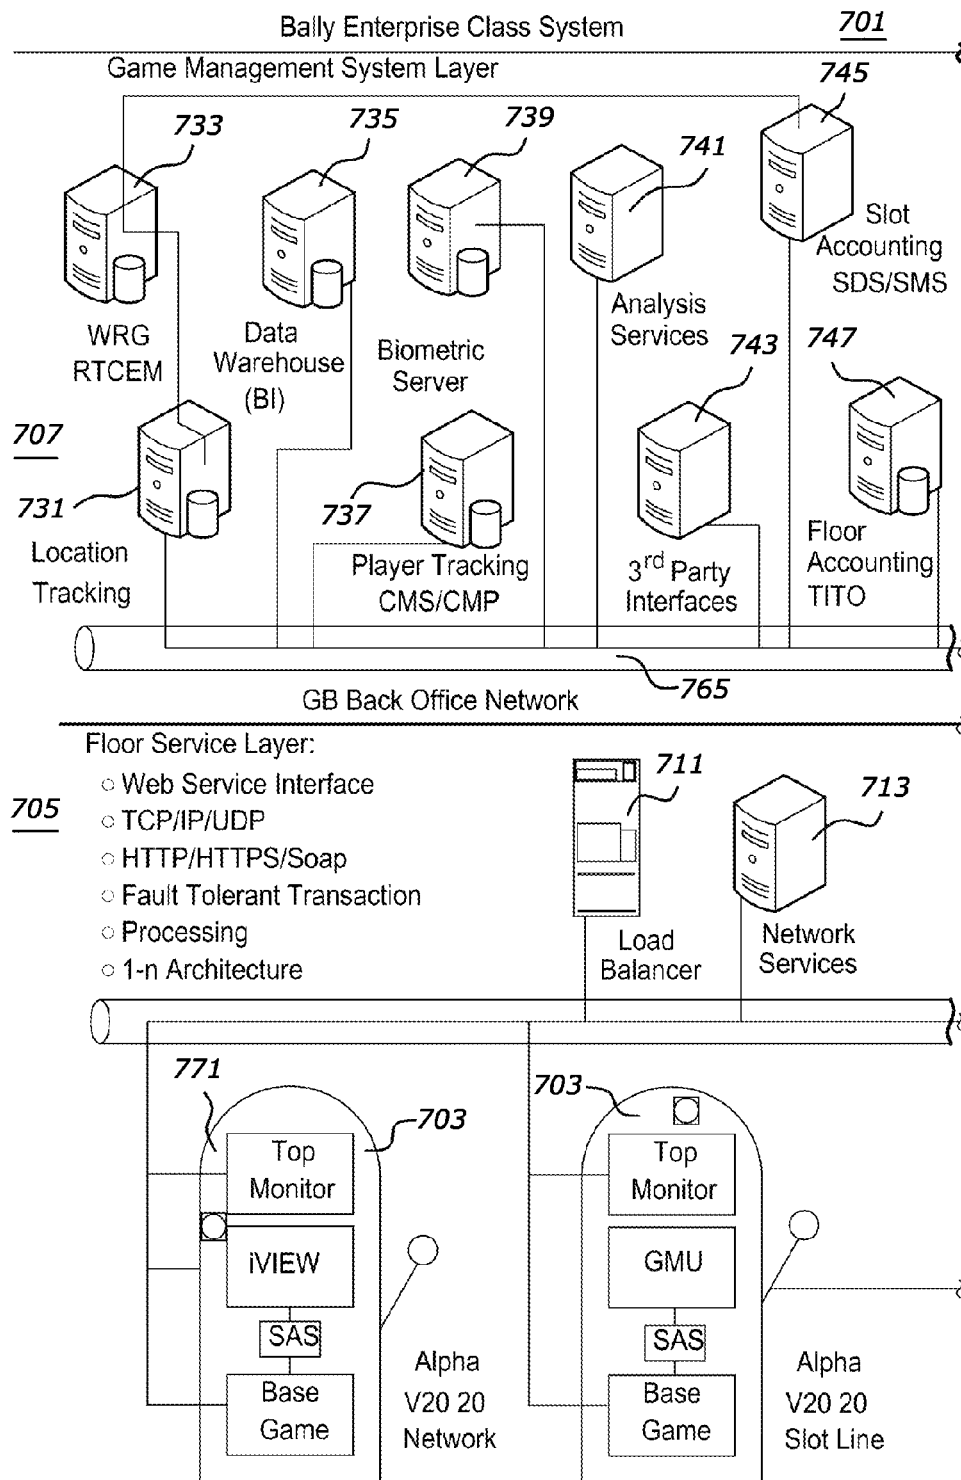 Bally Enterprise Class System
701
Game Management System Layer
745
733
735
739
741
Slot
Accounting
SDS/SMS
WRG
RTCEM
Data
Warehouse
(BI)
Biometric
Server
Analysis
Services
743
747
707
731
737
Location
Tracking
Player Tracking
CMS/CMP
3rd Party
Interfaces
Floor
Accounting
TITO
765
GB Back Office Network
Floor Service Layer:
○ Web Service Interface
○ TCP/IP/UDP
○ HTTP/HTTPS/Soap
○ Fault Tolerant Transaction
○ Processing
○ 1-n Architecture
705
711
713
Load
Balancer
Network
Services
771
703
703
Top
Monitor
iVIEW
SAS
Base
Game
Alpha
V20 20
Network
Top
Monitor
GMU
SAS
Base
Game
Alpha
V20 20
Slot Line